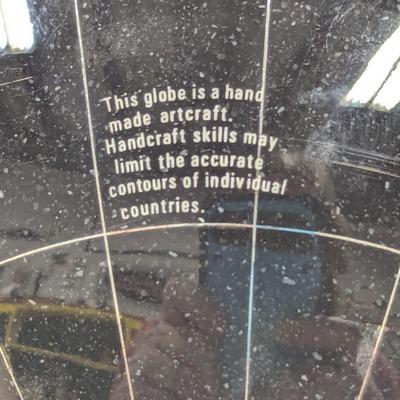 This globe is a hand
made artcraft.
Handcraft skills may
limit the accurate
contours of individual
countries.